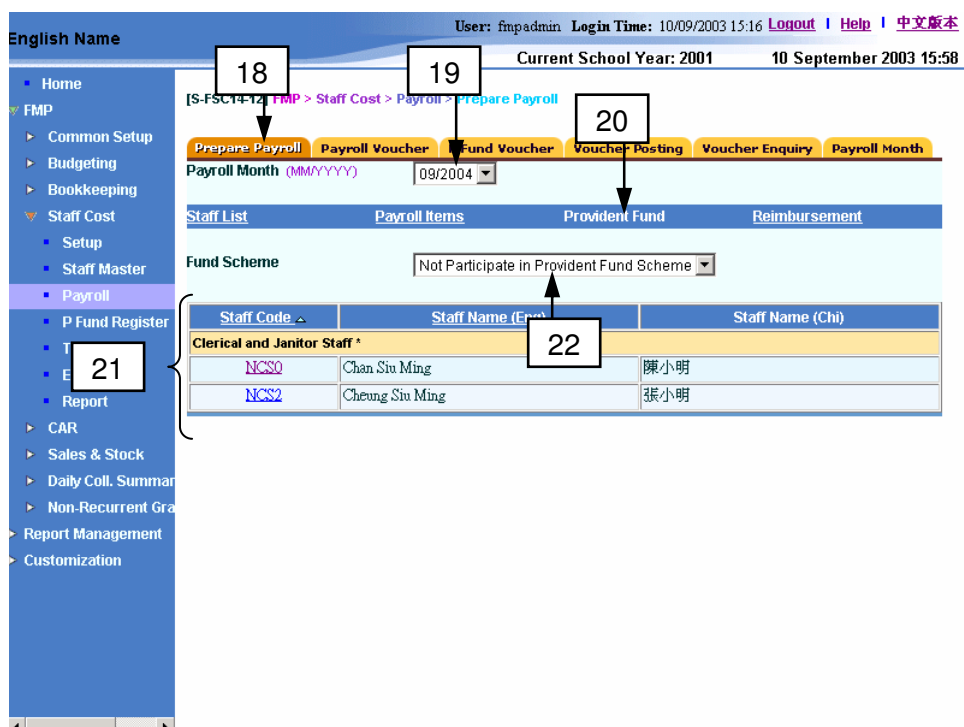 User: fmpadmin Login Time: 10/09/2003 15:16 Logout | Help | 中文版本
English Name
Current School Year: 2001 10 September 2003 15:58
18
19
20
[S-FSC14-12] FMP > Staff Cost > Payroll > Prepare Payroll
Prepare Payroll Payroll Voucher P Fund Voucher Voucher Posting Voucher Enquiry Payroll Month
Payroll Month (MM/YYYY) 09/2004
Staff List Payroll Items Provident Fund Reimbursement
Fund Scheme Not Participate in Provident Fund Scheme
Staff Code Staff Name (Eng) Staff Name (Chi)
Clerical and Janitor Staff *
NCS0 Chan Siu Ming 陳小明
NCS2 Cheung Siu Ming 張小明
22
21
Home
FMP
Common Setup
Budgeting
Bookkeeping
Staff Cost
Setup
Staff Master
Payroll
P Fund Register
Report
CAR
Sales & Stock
Daily Coll. Summar
Non-Recurrent Gra
Report Management
Customization